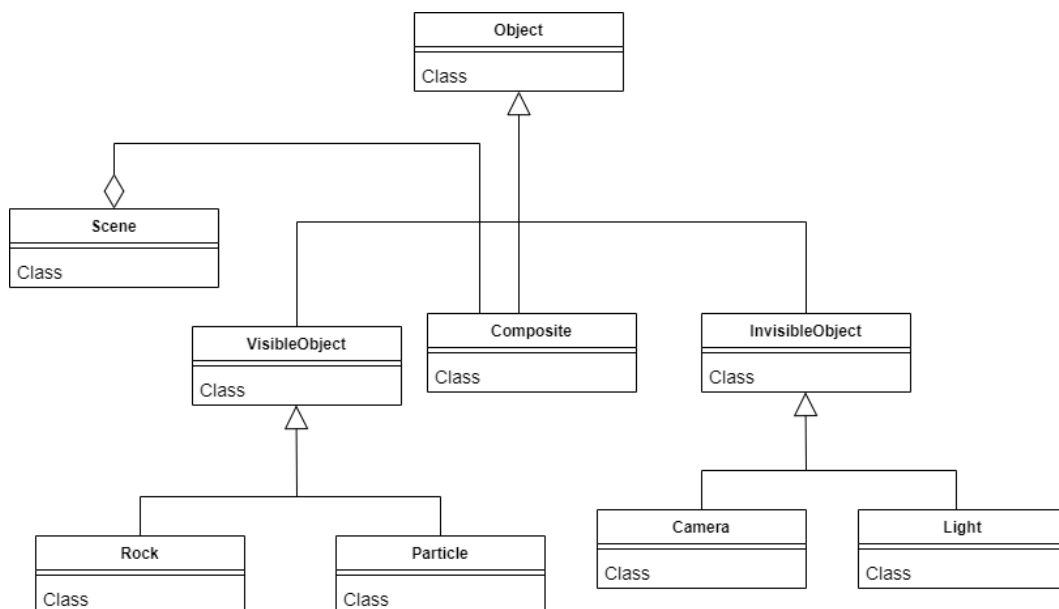 Object
Class
Scene
Class
VisibleObject
Class
Composite
Class
InvisibleObject
Class
Rock
Class
Particle
Class
Camera
Class
Light
Class